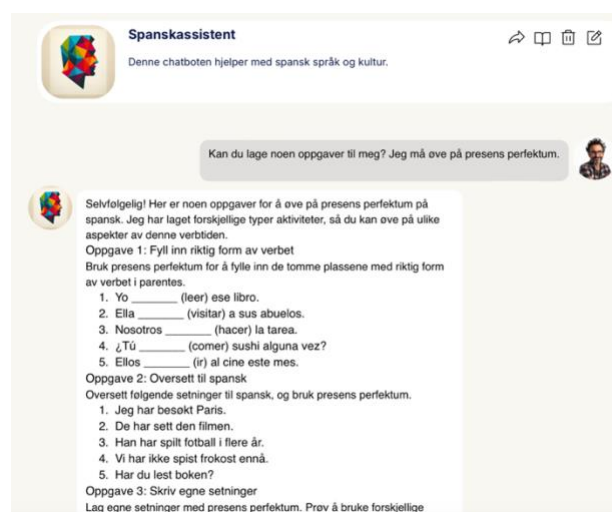 Spanskassistent
Denne chatboten hjelper med spansk språk og kultur.
Kan du lage noen oppgaver til meg? Jeg må øve på presens perfektum.
Selvfølgelig! Her er noen oppgaver for å øve på presens perfektum på
spansk. Jeg har laget forskjellige typer aktiviteter, så du kan øve på ulike
aspekter av denne verbtiden.
Oppgave 1: Fyll inn riktig form av verbet
Bruk presens perfektum for å fylle inn de tomme plassene med riktig form
av verbet i parentes.
1. Yo ________ (leer) ese libro.
2. Ella ________ (visitar) a sus abuelos.
3. Nosotros ________ (hacer) la tarea.
4. ¿Tú ________ (comer) sushi alguna vez?
5. Ellos ________ (ir) al cine este mes.
Oppgave 2: Oversett til spansk
Oversett følgende setninger til spansk, og bruk presens perfektum.
1. Jeg har besøkt Paris.
2. De har sett den filmen.
3. Han har spilt fotball i flere år.
4. Vi har ikke spist frokost ennå.
5. Har du lest boken?
Oppgave 3: Skriv egne setninger
Lag egne setninger med presens perfektum. Prøv å bruke forskjellige